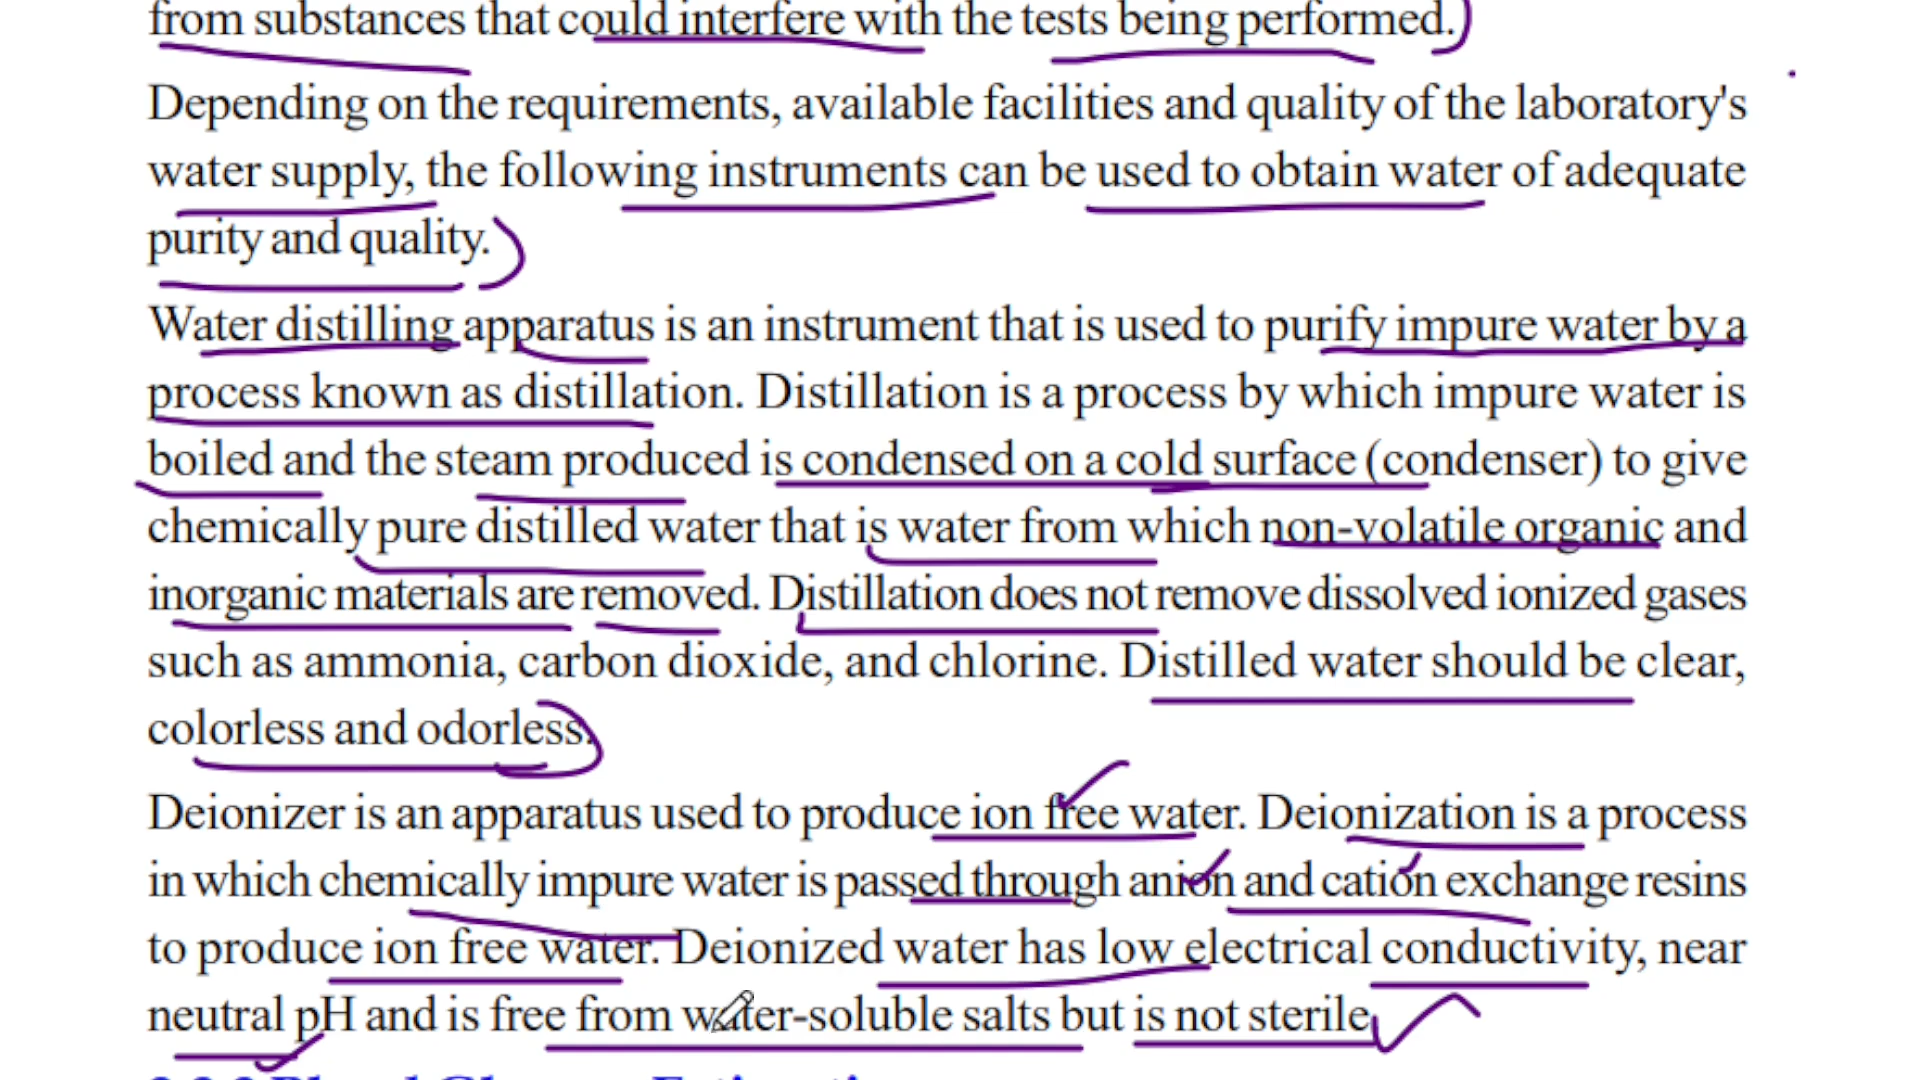 from substances that could interfere with the tests being performed.
Depending on the requirements, available facilities and quality of the laboratory's
water supply, the following instruments can be used to obtain water of adequate
purity and quality.
Water distilling apparatus is an instrument that is used to purify impure water by a
process known as distillation. Distillation is a process by which impure water is
boiled and the steam produced is condensed on a cold surface (condenser) to give
chemically pure distilled water that is water from which non-volatile organic and
inorganic materials are removed. Distillation does not remove dissolved ionized gases
such as ammonia, carbon dioxide, and chlorine. Distilled water should be clear,
colorless and odorless.
Deionizer is an apparatus used to produce ion free water. Deionization is a process
in which chemically impure water is passed through anion and cation exchange resins
to produce ion free water. Deionized water has low electrical conductivity, near
neutral pH and is free from water-soluble salts but is not sterile